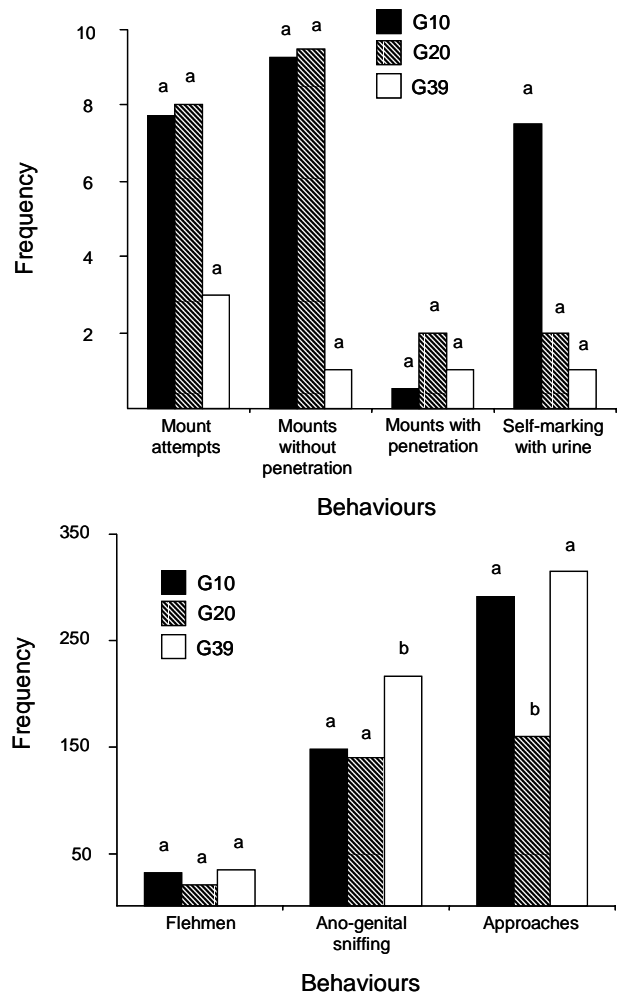 10
8
6
4
2
Frequency
G10
G20
G39
a a a
a a a
a a a
a a a
Mount
attempts
Mounts
without
penetration
Mounts with
penetration
Self-marking
with urine
Behaviours
350
250
150
50
Frequency
G10
G20
G39
a a a
a a b
a b a
Flehmen
Ano-genital
sniffing
Approaches
Behaviours